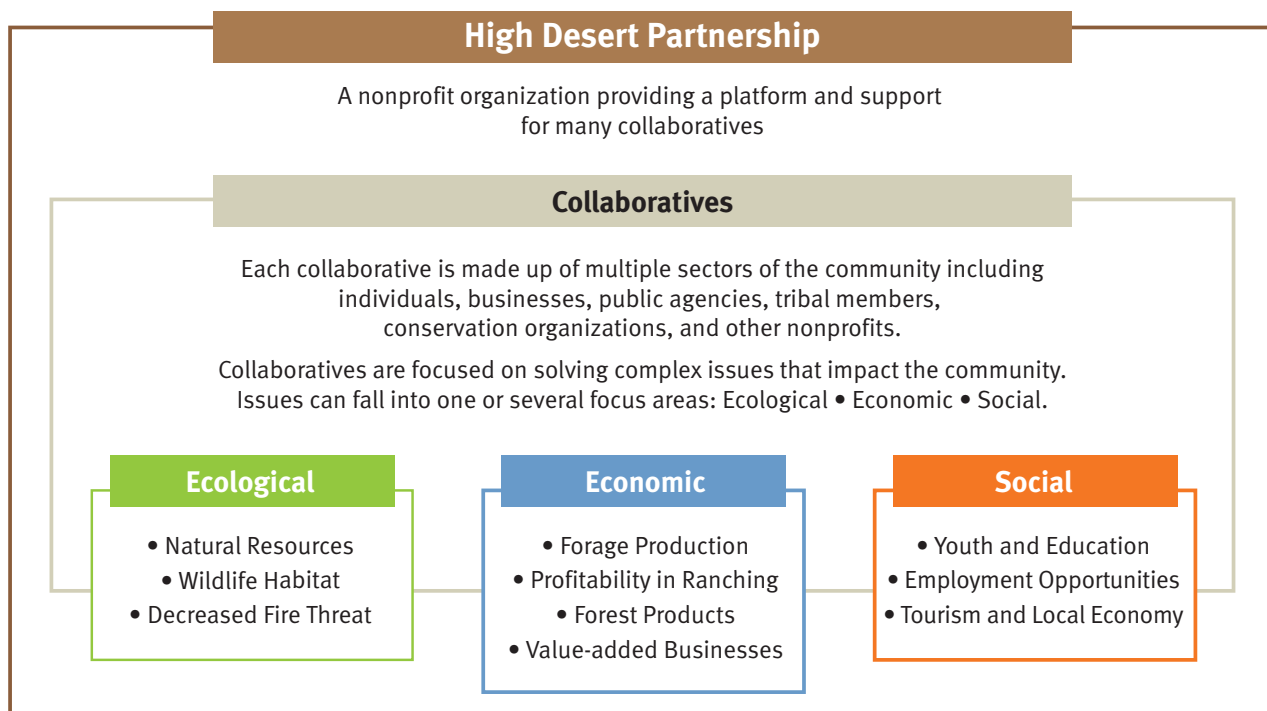 High Desert Partnership
A nonprofit organization providing a platform and support
for many collaboratives
Collaboratives
Each collaborative is made up of multiple sectors of the community including
individuals, businesses, public agencies, tribal members,
conservation organizations, and other nonprofits.
Collaboratives are focused on solving complex issues that impact the community.
Issues can fall into one or several focus areas: Ecological • Economic • Social.
Ecological
• Natural Resources
• Wildlife Habitat
• Decreased Fire Threat
Economic
• Forage Production
• Profitability in Ranching
• Forest Products
• Value-added Businesses
Social
• Youth and Education
• Employment Opportunities
• Tourism and Local Economy